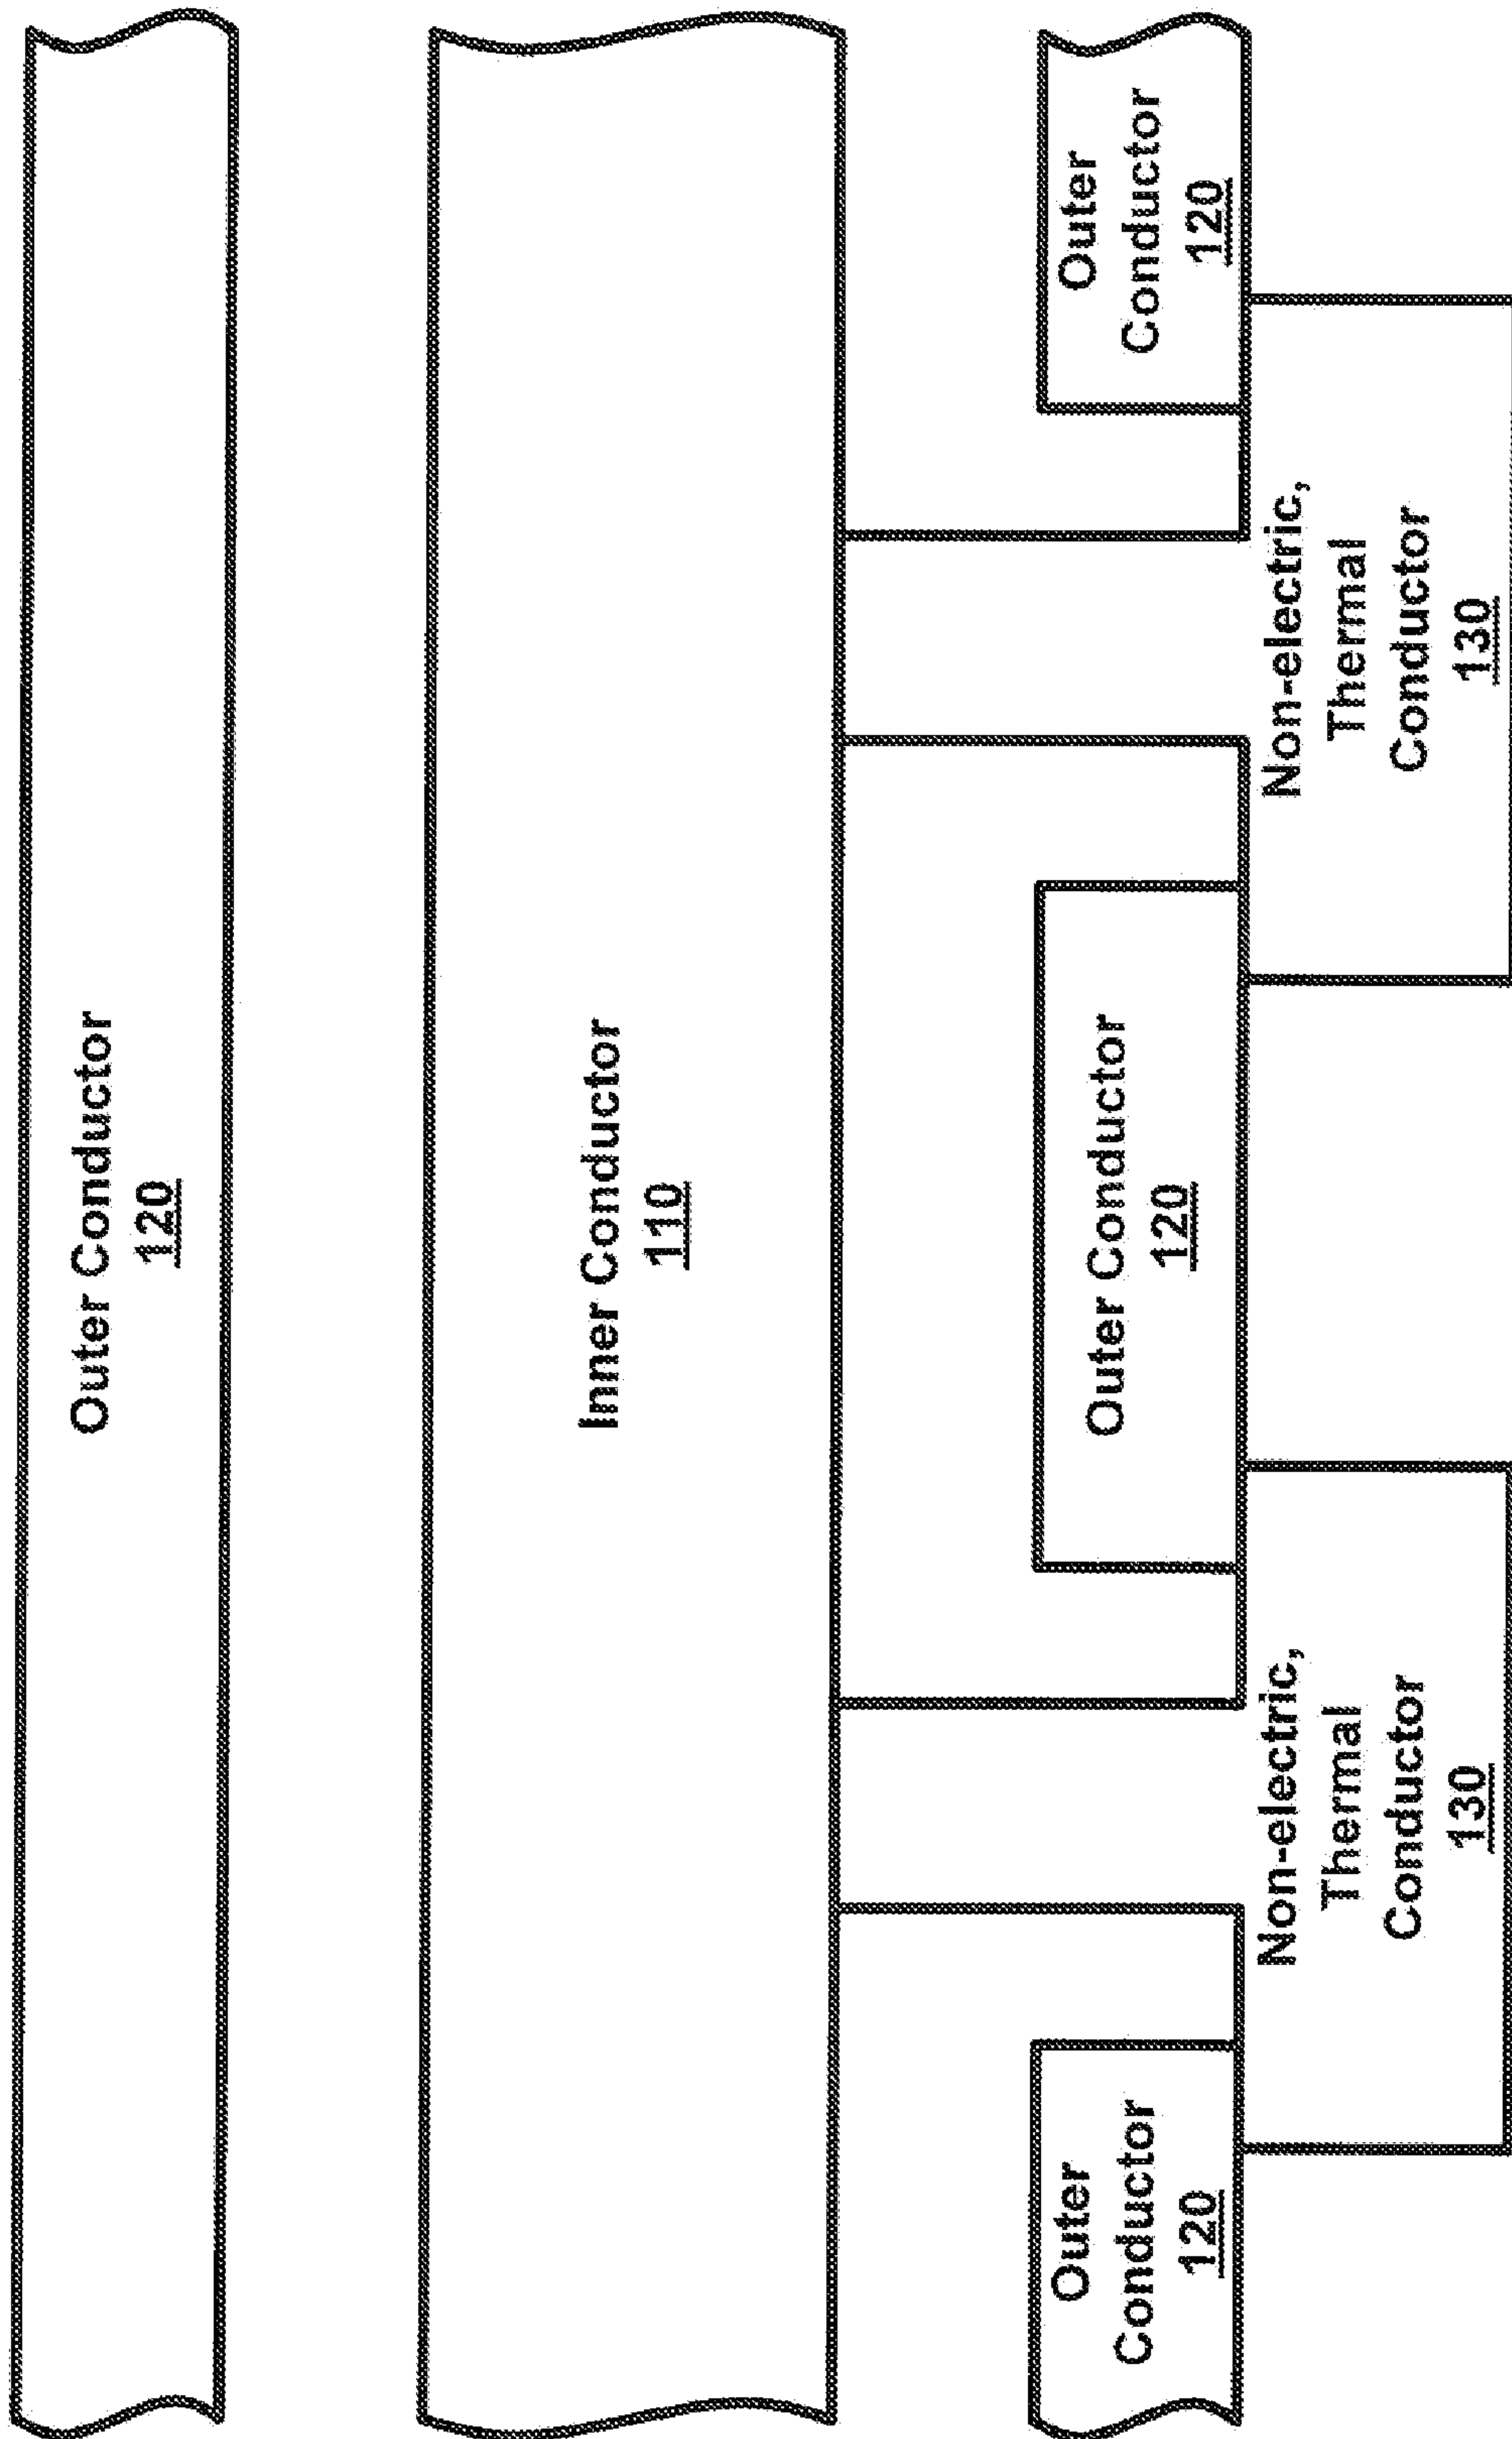 Outer Conductor
120
Inner Conductor
110
Outer
Conductor
120
Outer Conductor
120
Outer
Conductor
120
Non-electric,
Thermal
Conductor
130
Non-electric,
Thermal
Conductor
130